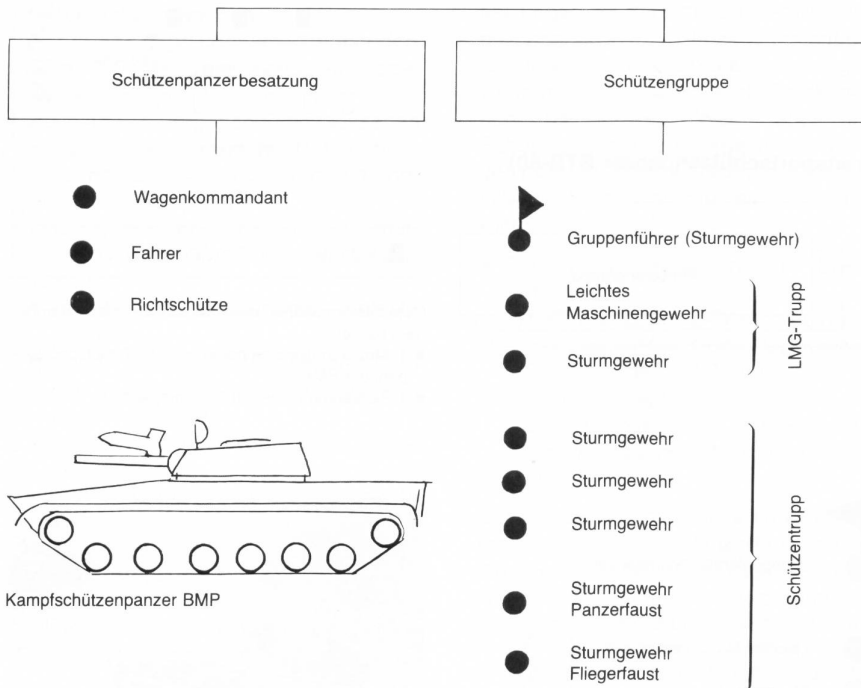 Schützenpanzerbesatzung
Wagenkommandant
Fahrer
Richtschütze
Kampfschützenpanzer BMP
Schützengruppe
Gruppenführer (Sturmgewehr)
Leichtes
Maschinengewehr
Sturmgewehr
LMG-Trupp
Sturmgewehr
Sturmgewehr
Sturmgewehr
Sturmgewehr
Panzerfaust
Sturmgewehr
Fliegerfaust
Schützentrupp